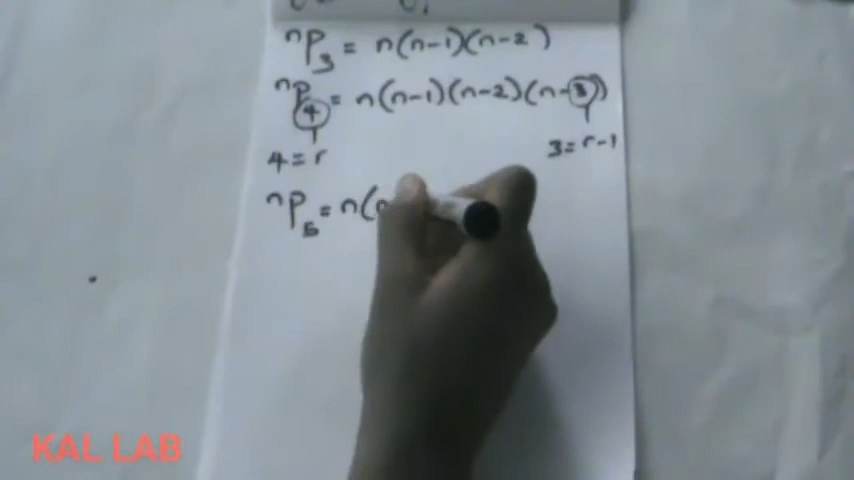 nP3 = n(n-1)(n-2)
nP4 = n(n-1)(n-2)(n-3)
4 = r
3 = r-1
nP5 = n(
KAL LAB